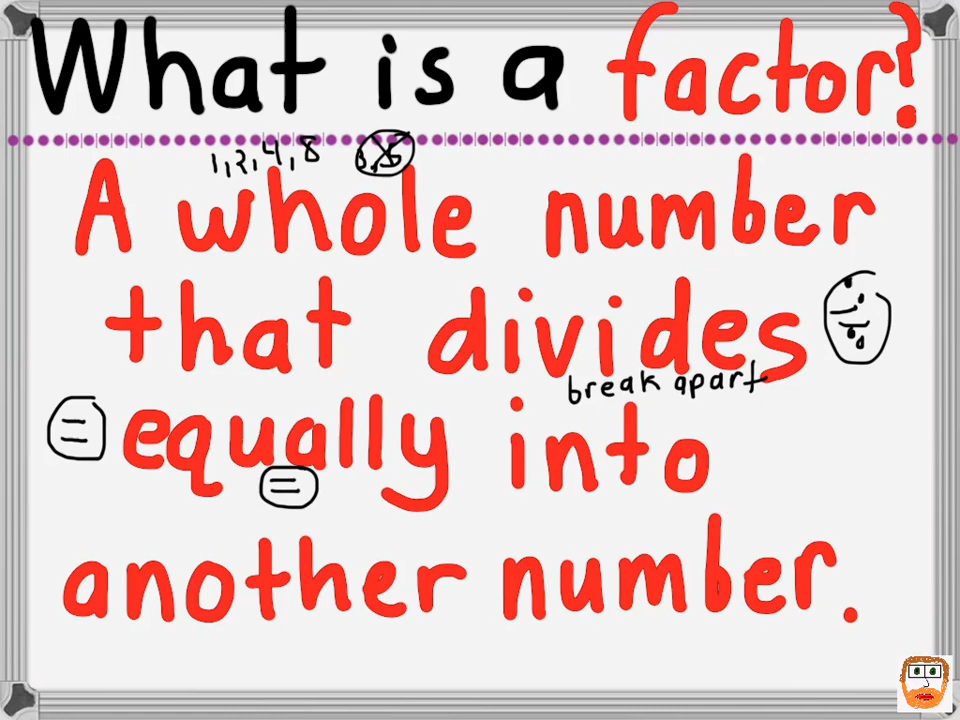 What is a factor?
1, 2, 4, 8
A whole number
that divides
break apart
= equally into
=
another number.